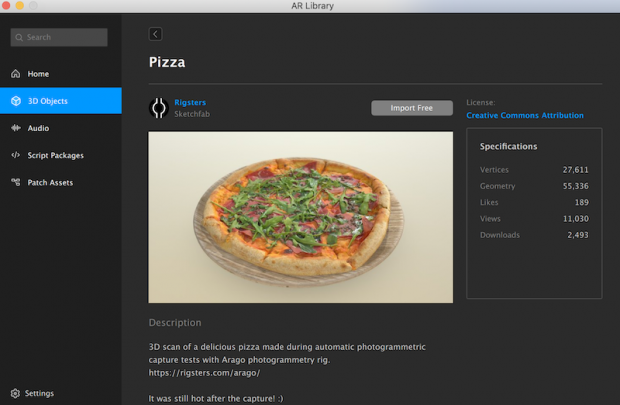 AR Library
Search
Home
3D Objects
Audio
Script Packages
Patch Assets
Settings
Pizza
Rigsters
Sketchfab
Import Free
Description
3D scan of a delicious pizza made during automatic photogrammetric
capture tests with Arago photogrammetry rig.
https://rigsters.com/arago/
It was still hot after the capture! :)
License:
Creative Commons Attribution
Specifications
Vertices 27,611
Geometry 55,336
Likes 189
Views 11,030
Downloads 2,493